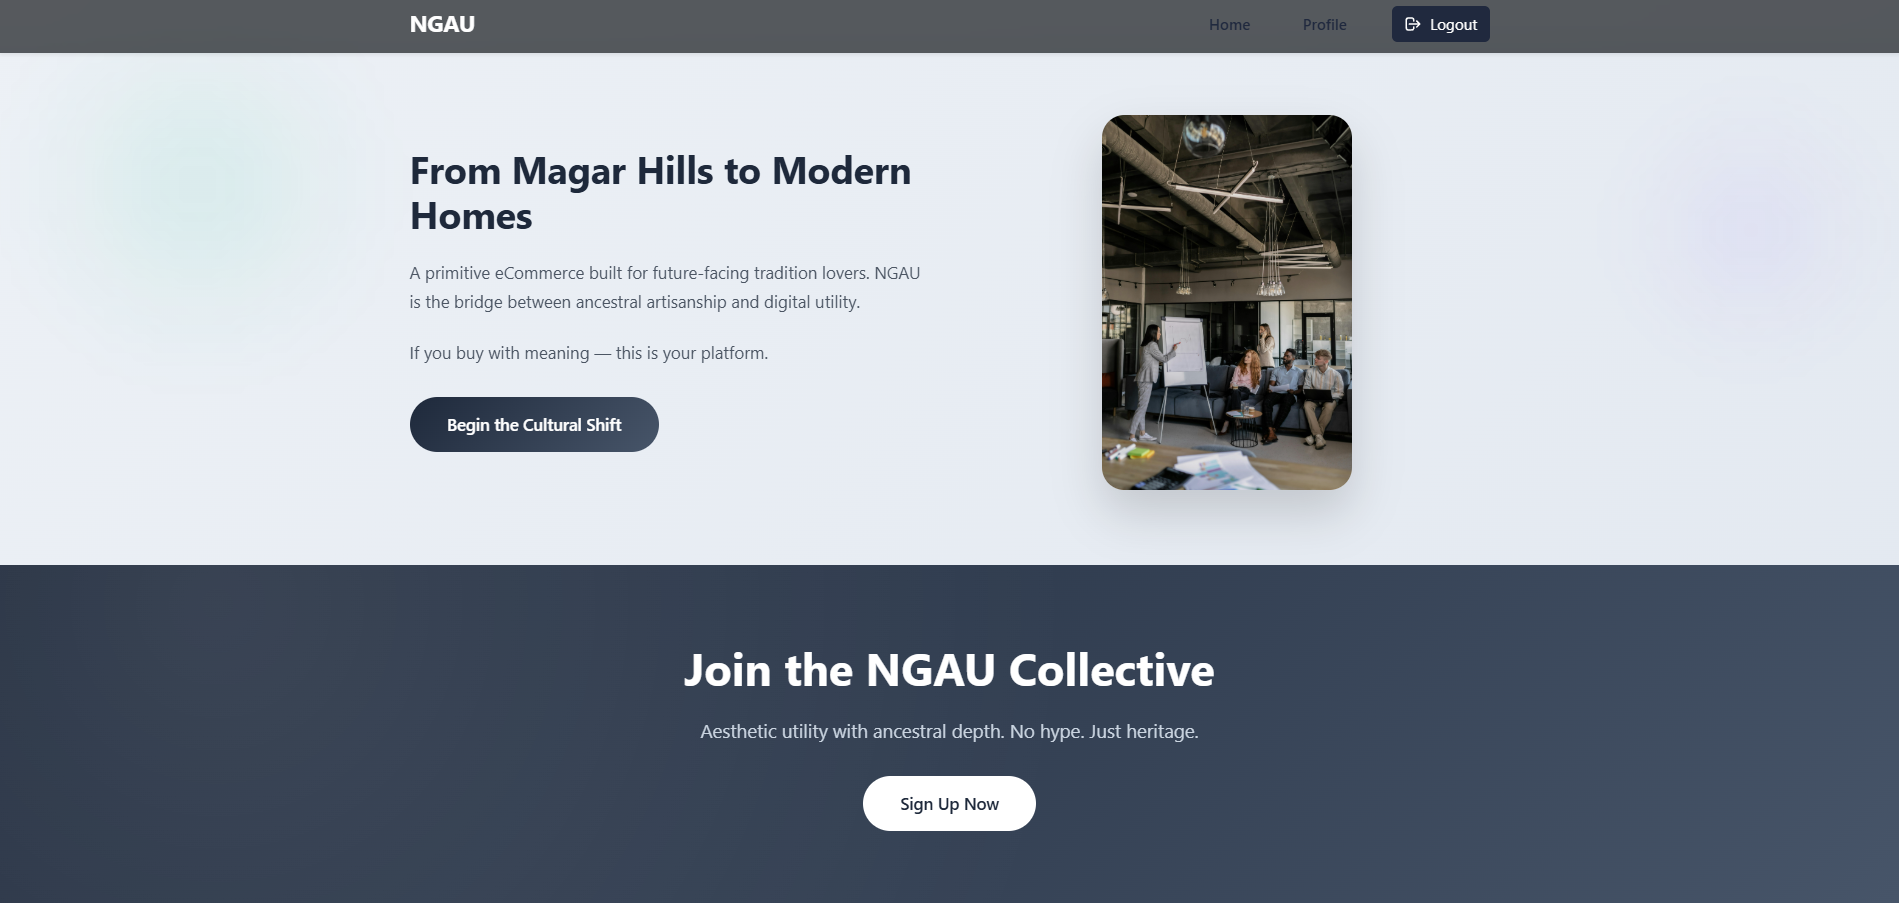 NGAU
Home
Profile
Logout
From Magar Hills to Modern
Homes
A primitive eCommerce built for future-facing tradition lovers. NGAU
is the bridge between ancestral artisanship and digital utility.
If you buy with meaning — this is your platform.
Begin the Cultural Shift
Join the NGAU Collective
Aesthetic utility with ancestral depth. No hype. Just heritage.
Sign Up Now